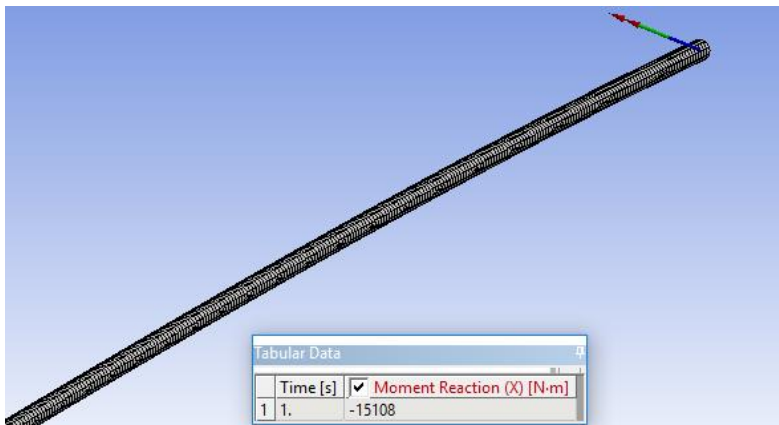 Tabular Data
Time [s] Moment Reaction (X) [N·m]
1 1. -15108